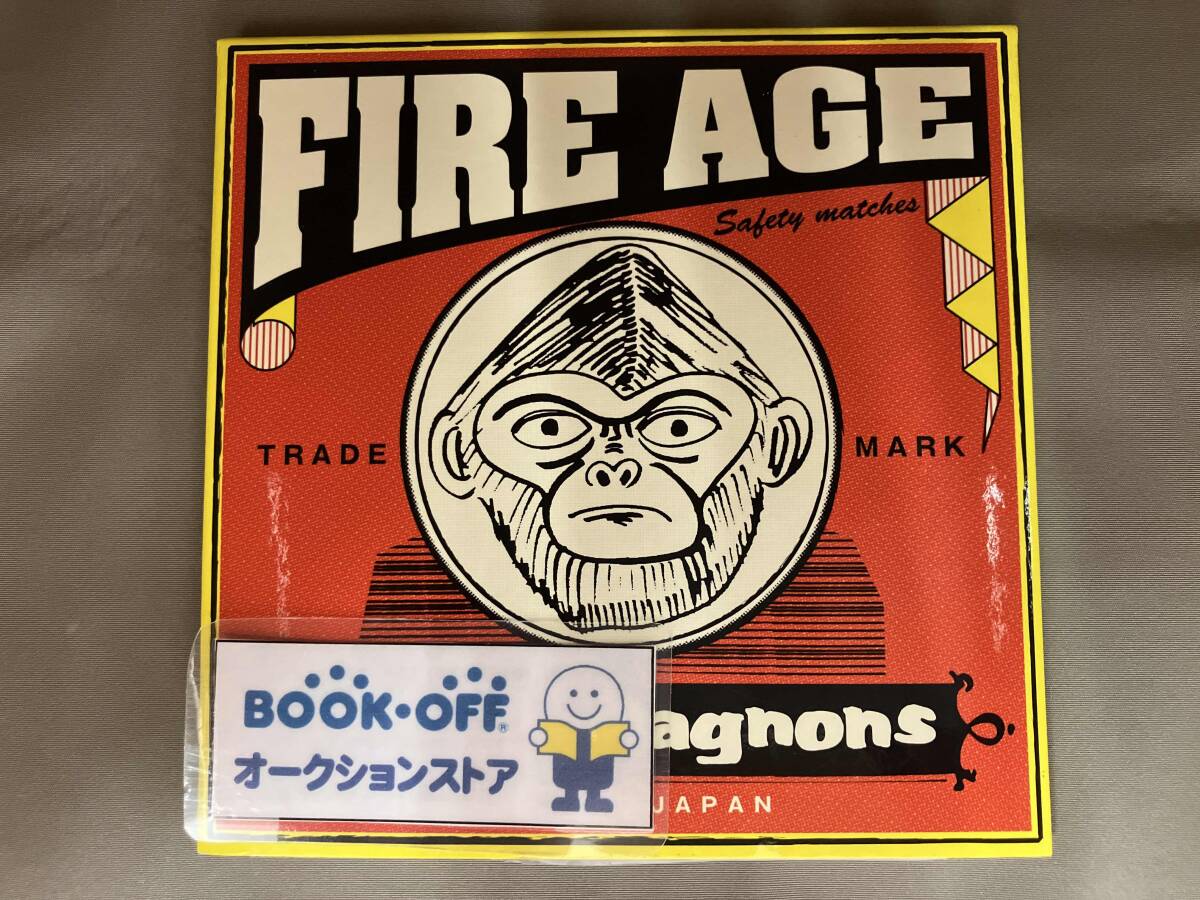 FIRE AGE
Safety matches
TRADE MARK
agnons
JAPAN
BOOK・OFF®
オークションストア